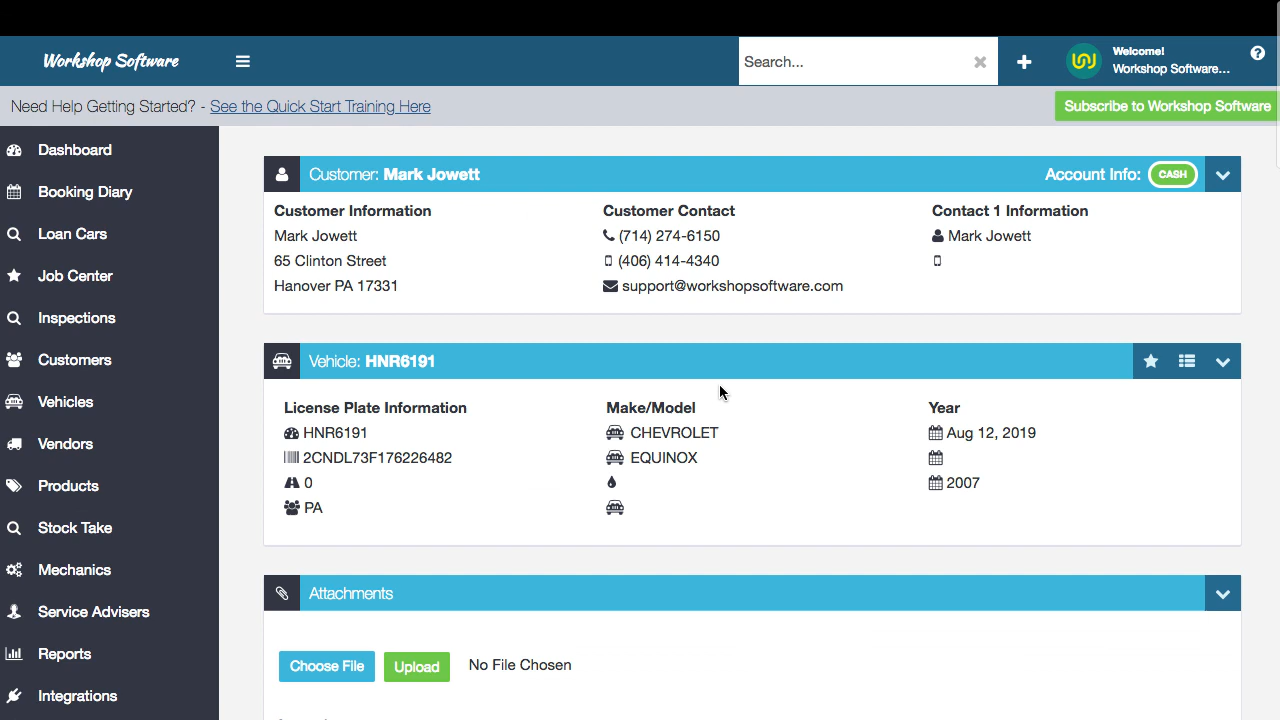 Workshop Software
Search...
Welcome!
Workshop Software...
Need Help Getting Started? - See the Quick Start Training Here
Subscribe to Workshop Software
Dashboard
Booking Diary
Loan Cars
Job Center
Inspections
Customers
Vehicles
Vendors
Products
Stock Take
Mechanics
Service Advisers
Reports
Integrations
Customer: Mark Jowett
Account Info: CASH
Customer Information
Mark Jowett
65 Clinton Street
Hanover PA 17331
Customer Contact
(714) 274-6150
(406) 414-4340
support@workshopsoftware.com
Contact 1 Information
Mark Jowett
Vehicle: HNR6191
License Plate Information
HNR6191
2CNDL73F176226482
0
PA
Make/Model
CHEVROLET
EQUINOX
Year
Aug 12, 2019
2007
Attachments
Choose File
Upload
No File Chosen